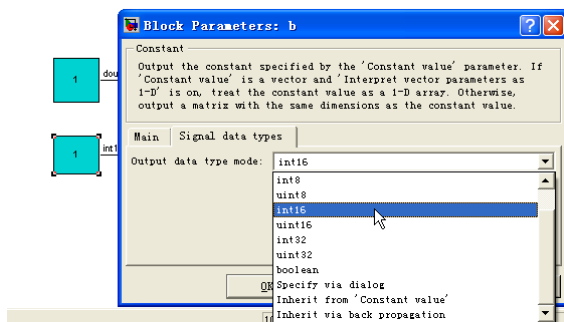 Block Parameters: b
Constant
Output the constant specified by the 'Constant value' parameter. If
'Constant value' is a vector and 'Interpret vector parameters as
1-D' is on, treat the constant value as a 1-D array. Otherwise,
output a matrix with the same dimensions as the constant value.
1
dou
Main Signal data types
1
int1
Output data type mode: int16
int8
uint8
int16
uint16
int32
uint32
boolean
Specify via dialog
Inherit from 'Constant value'
Inherit via back propagation